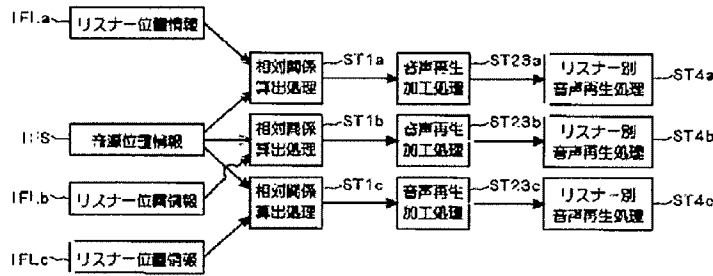 IFLa
リスナー位置情報
相対関係
算出処理
ST1a
音声再生
加工処理
ST23a
リスナー別
音声再生処理
ST4a
IFS
音源位置情報
相対関係
算出処理
ST1b
音声再生
加工処理
ST23b
リスナー別
音声再生処理
ST4b
IFLb
リスナー位置情報
相対関係
算出処理
ST1c
音声再生
加工処理
ST23c
リスナー別
音声再生処理
ST4c
IFLc
リスナー位置情報